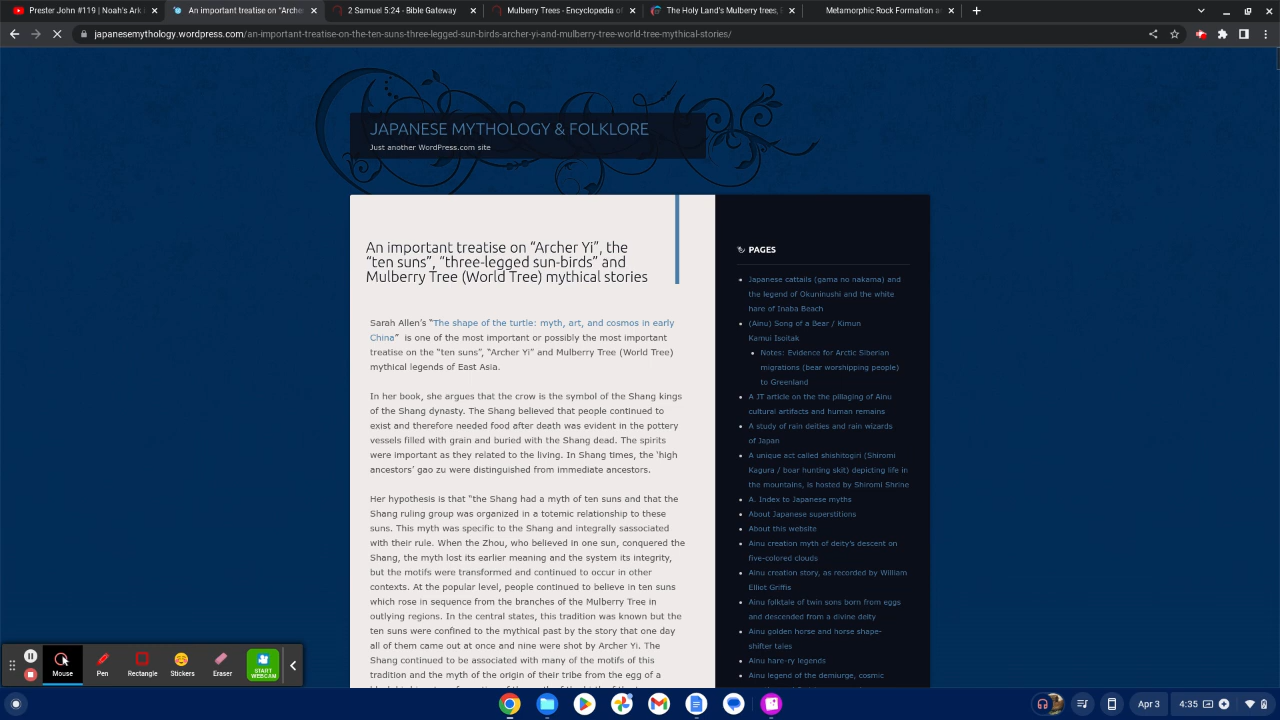 Prester John #119 | Noah's Ark
An important treatise on "Archer
2 Samuel 5:24 - Bible Gateway
Mulberry Trees - Encyclopedia of
The Holy Land's Mulberry trees, E
Metamorphic Rock Formation an
japanesemythology.wordpress.com/an-important-treatise-on-the-ten-suns-three-legged-sun-birds-archer-yi-and-mulberry-tree-world-tree-mythical-stories/
JAPANESE MYTHOLOGY & FOLKLORE
Just another WordPress.com site
An important treatise on “Archer Yi”, the
“ten suns”, “three-legged sun-birds” and
Mulberry Tree (World Tree) mythical stories
Sarah Allen’s “The shape of the turtle: myth, art, and cosmos in early
China” is one of the most important or possibly the most important
treatise on the “ten suns”, “Archer Yi” and Mulberry Tree (World Tree)
mythical legends of East Asia.
In her book, she argues that the crow is the symbol of the Shang kings
of the Shang dynasty. The Shang believed that people continued to
exist and therefore needed food after death was evident in the pottery
vessels filled with grain and buried with the Shang dead. The spirits
were important as they related to the living. In Shang times, the ‘high
ancestors’ gao zu were distinguished from immediate ancestors.
Her hypothesis is that “the Shang had a myth of ten suns and that the
Shang ruling group was organized in a totemic relationship to these
suns. This myth was specific to the Shang and integrally sassociated
with their rule. When the Zhou, who believed in one sun, conquered the
Shang, the myth lost its earlier meaning and the system its integrity,
but the motifs were transformed and continued to occur in other
contexts. At the popular level, people continued to believe in ten suns
which rose in sequence from the branches of the Mulberry Tree in
outlying regions. In the central states, this tradition was known but the
ten suns were confined to the mythical past by the story that one day
all of them came out at once and nine were shot by Archer Yi. The
Shang continued to be associated with many of the motifs of this
tradition and the myth of the origin of their tribe from the egg of a
PAGES
Japanese cattails (gama no nakama) and
the legend of Okuninushi and the white
hare of Inaba Beach
(Ainu) Song of a Bear / Kimun
Kamui Isoitak
Notes: Evidence for Arctic Siberian
migrations (bear worshipping people)
to Greenland
A JT article on the the pillaging of Ainu
cultural artifacts and human remains
A study of rain deities and rain wizards
of Japan
A unique act called shishitogiri (Shiromi
Kagura / boar hunting skit) depicting life in
the mountains, is hosted by Shiromi Shrine
A. Index to Japanese myths
About Japanese superstitions
About this website
Ainu creation myth of deity’s descent on
five-colored clouds
Ainu creation story, as recorded by William
Elliot Griffis
Ainu folktale of twin sons born from eggs
and descended from a divine deity
Ainu golden horse and horse shape-
shifter tales
Ainu hare-ry legends
Ainu legend of the demiurge, cosmic
Mouse
Rectangle
Stickers
Eraser
START
WEBCAM
Apr 3
4:35